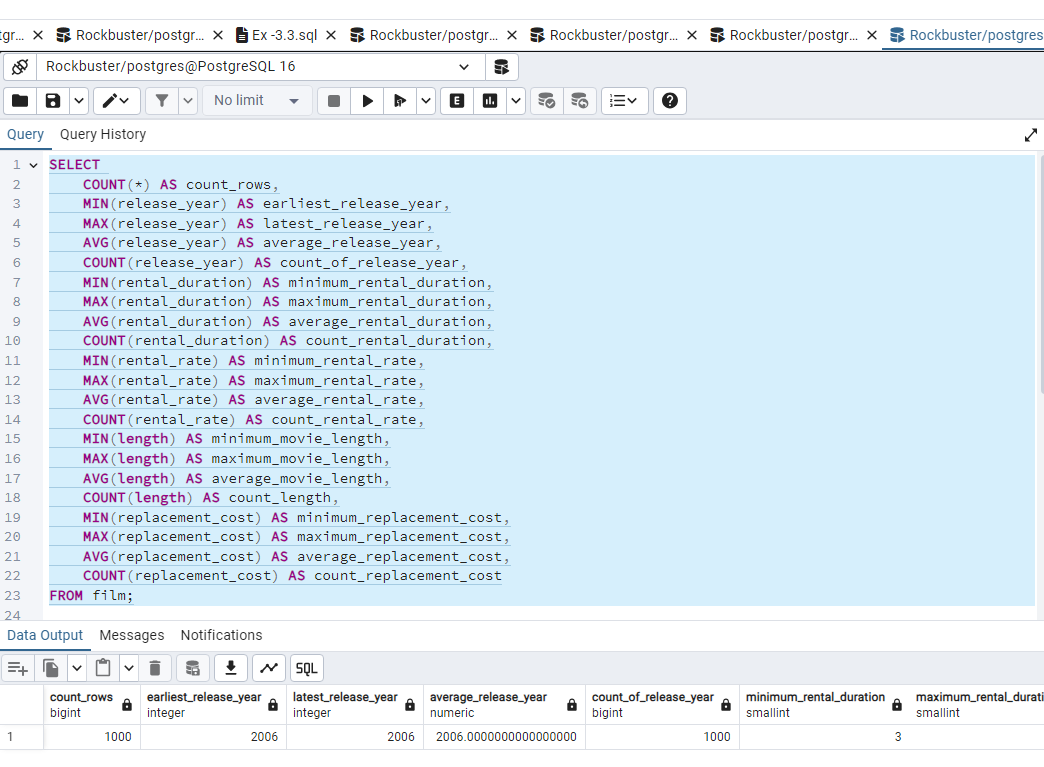 gr...
Rockbuster/postgr...
Ex -3.3.sql
Rockbuster/postgr...
Rockbuster/postgr...
Rockbuster/postgr...
Rockbuster/postgres
Rockbuster/postgres@PostgreSQL 16
No limit
E
Query
Query History
1 SELECT
2 COUNT(*) AS count_rows,
3 MIN(release_year) AS earliest_release_year,
4 MAX(release_year) AS latest_release_year,
5 AVG(release_year) AS average_release_year,
6 COUNT(release_year) AS count_of_release_year,
7 MIN(rental_duration) AS minimum_rental_duration,
8 MAX(rental_duration) AS maximum_rental_duration,
9 AVG(rental_duration) AS average_rental_duration,
10 COUNT(rental_duration) AS count_rental_duration,
11 MIN(rental_rate) AS minimum_rental_rate,
12 MAX(rental_rate) AS maximum_rental_rate,
13 AVG(rental_rate) AS average_rental_rate,
14 COUNT(rental_rate) AS count_rental_rate,
15 MIN(length) AS minimum_movie_length,
16 MAX(length) AS maximum_movie_length,
17 AVG(length) AS average_movie_length,
18 COUNT(length) AS count_length,
19 MIN(replacement_cost) AS minimum_replacement_cost,
20 MAX(replacement_cost) AS maximum_replacement_cost,
21 AVG(replacement_cost) AS average_replacement_cost,
22 COUNT(replacement_cost) AS count_replacement_cost
23 FROM film;
24
Data Output
Messages
Notifications
SQL
count_rows
bigint
earliest_release_year
integer
latest_release_year
integer
average_release_year
numeric
count_of_release_year
bigint
minimum_rental_duration
smallint
maximum_rental_durati
smallint
1 1000 2006 2006 2006.0000000000000000 1000 3